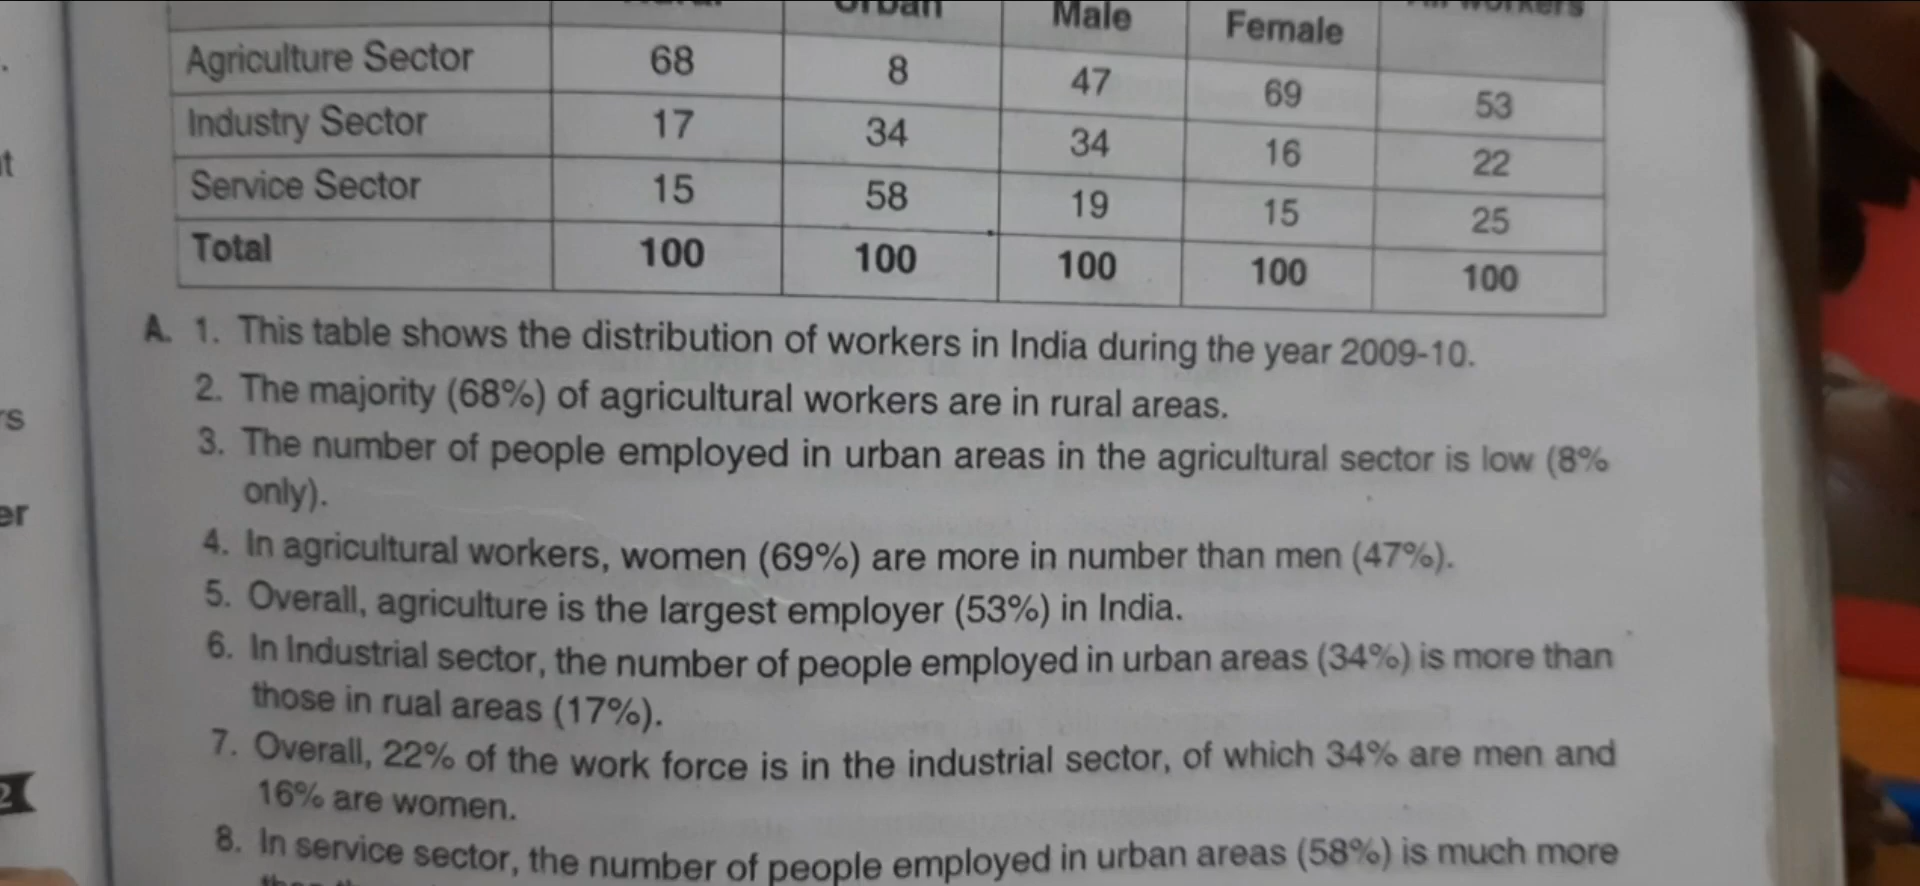 Male Female
Agriculture Sector 68 8 47 69 53
Industry Sector 17 34 34 16 22
Service Sector 15 58 19 15 25
Total 100 100 100 100 100
A. 1. This table shows the distribution of workers in India during the year 2009-10.
2. The majority (68%) of agricultural workers are in rural areas.
3. The number of people employed in urban areas in the agricultural sector is low (8%
only).
4. In agricultural workers, women (69%) are more in number than men (47%).
5. Overall, agriculture is the largest employer (53%) in India.
6. In Industrial sector, the number of people employed in urban areas (34%) is more than
those in rual areas (17%).
7. Overall, 22% of the work force is in the industrial sector, of which 34% are men and
16% are women.
8. In service sector, the number of people employed in urban areas (58%) is much more